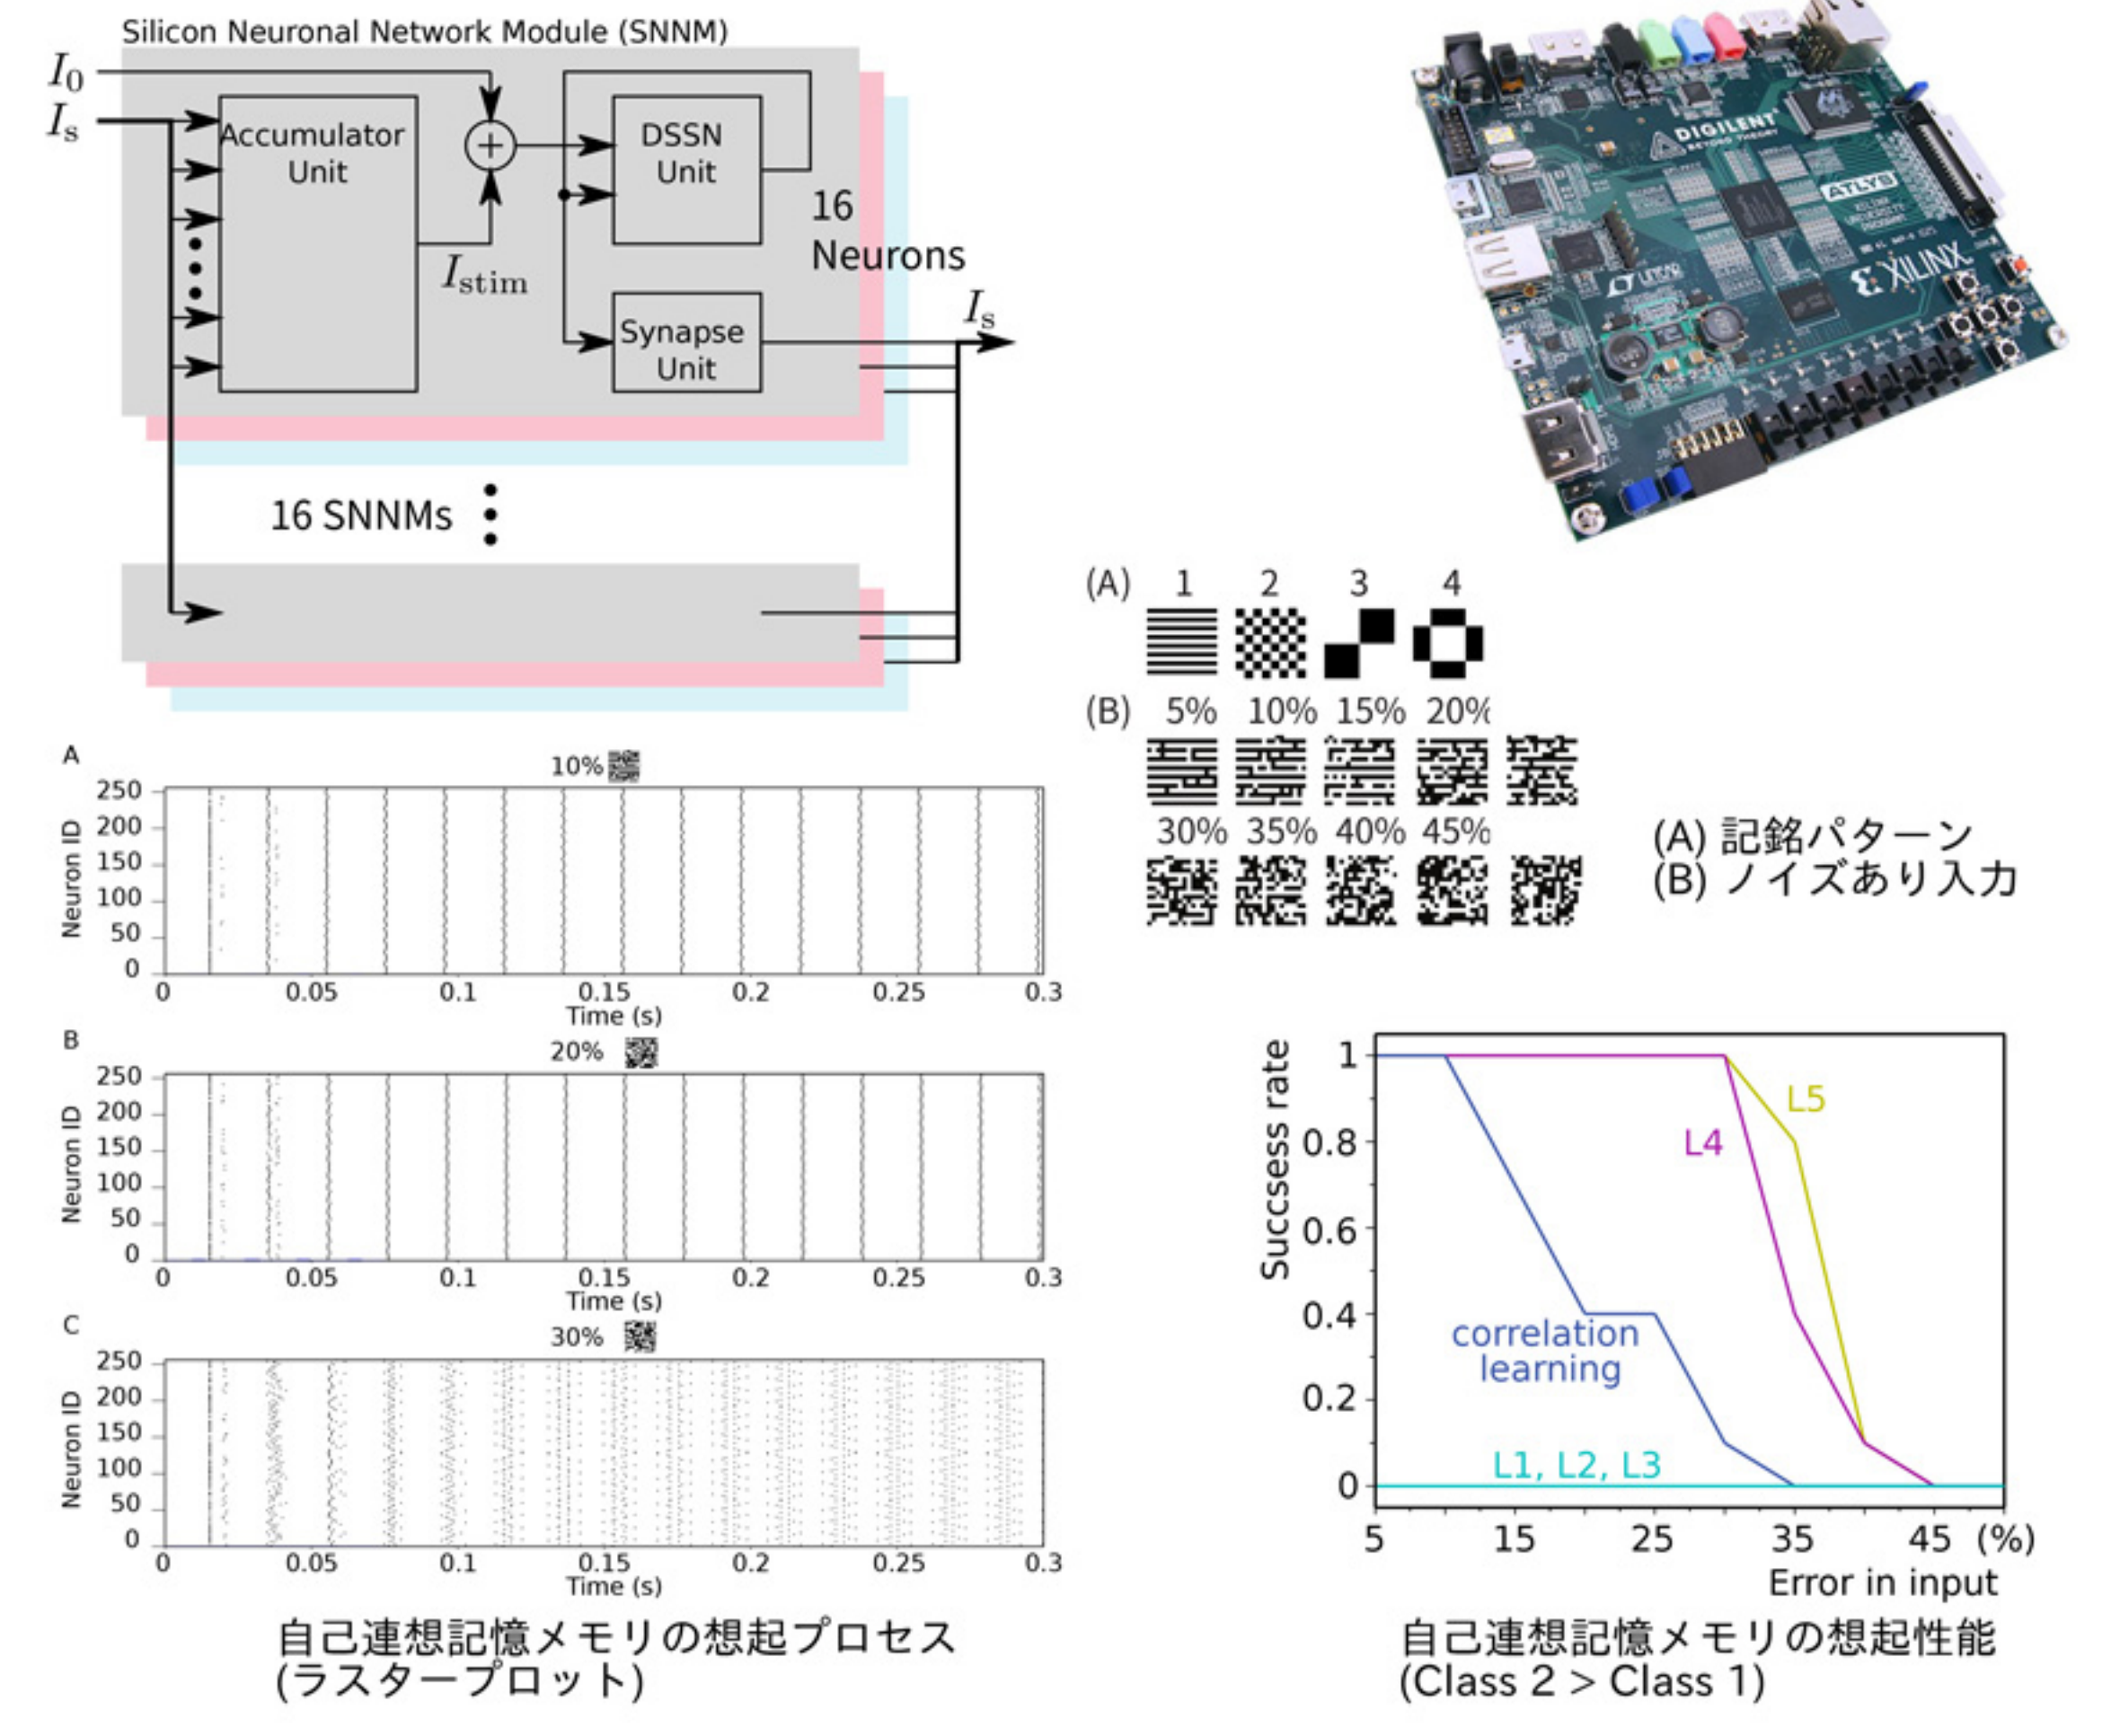 Silicon Neuronal Network Module (SNNM)
I0
Is
Accumulator
Unit
+
DSSN
Unit
16
Neurons
Istim
Is
Synapse
Unit
16 SNNMs
DIGILENT
BEYOND THEORY
ATLYS
XILINX
UNIVERSITY
PROGRAM
LINEAR
XILINX
(A) 1 2 3 4
(B) 5% 10% 15% 20%
30% 35% 40% 45%
(A) 記銘パターン
(B) ノイズあり入力
A
10%
250
200
150
100
50
0
Neuron ID
0 0.05 0.1 0.15 0.2 0.25 0.3
Time (s)
B
20%
250
200
150
100
50
0
Neuron ID
0 0.05 0.1 0.15 0.2 0.25 0.3
Time (s)
C
30%
250
200
150
100
50
0
Neuron ID
0 0.05 0.1 0.15 0.2 0.25 0.3
Time (s)
自己連想記憶メモリの想起プロセス
(ラスタープロット)
Succsess rate
1
0.8
0.6
0.4
0.2
0
L5
L4
correlation
learning
L1, L2, L3
5 15 25 35 45 (%)
Error in input
自己連想記憶メモリの想起性能
(Class 2 > Class 1)